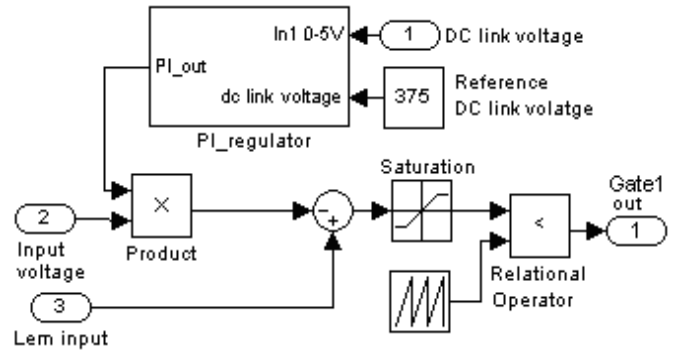 In1 0-5V
1
DC link voltage
PI_out
dc link voltage
375
Reference
DC link volatge
PI_regulator
Saturation
Gate1
out
2
×
-
+
<
1
Input
voltage
Product
Relational
Operator
3
Lem input